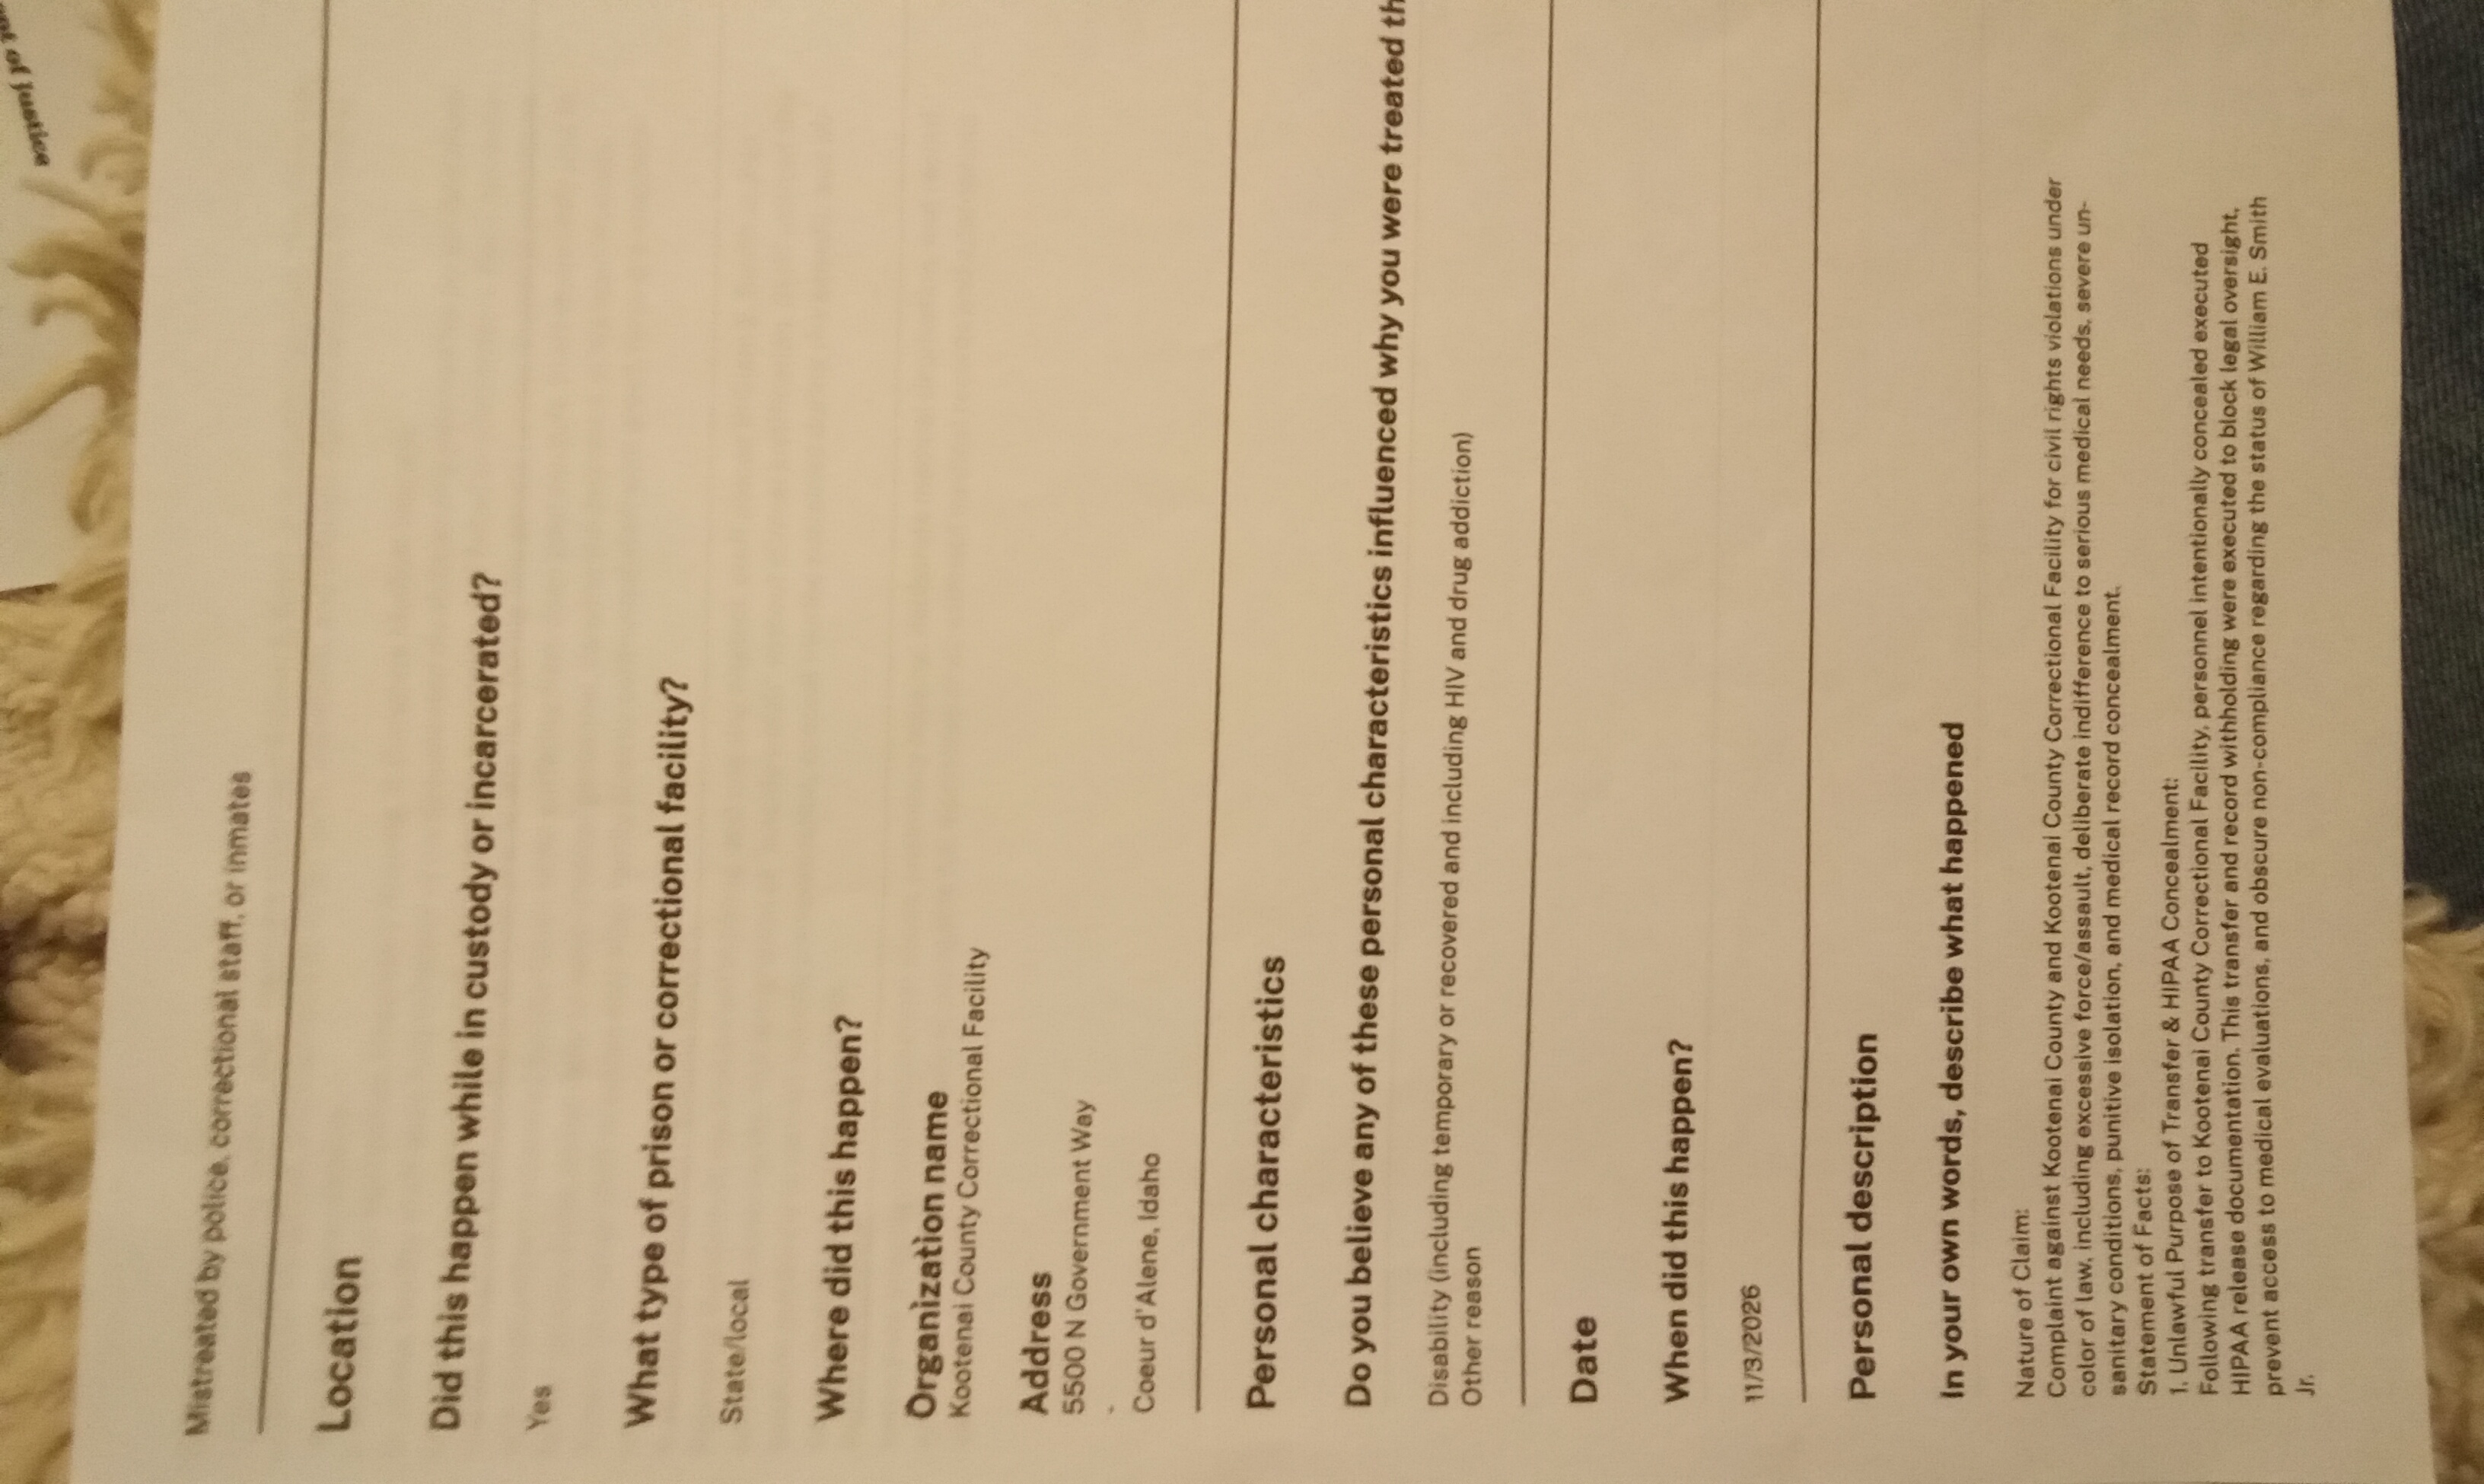 of Justice
Mistreated by police, correctional staff, or inmates
Location
Did this happen while in custody or incarcerated?
Yes
What type of prison or correctional facility?
State/local
Where did this happen?
Organization name
Kootenai County Correctional Facility
Address
5500 N Government Way
-
Coeur d'Alene, Idaho
Personal characteristics
Do you believe any of these personal characteristics influenced why you were treated th
Disability (including temporary or recovered and including HIV and drug addiction)
Other reason
Date
When did this happen?
11/3/2026
Personal description
In your own words, describe what happened
Nature of Claim:
Complaint against Kootenai County and Kootenai County Correctional Facility for civil rights violations under
color of law, including excessive force/assault, deliberate indifference to serious medical needs, severe un-
sanitary conditions, punitive isolation, and medical record concealment.
Statement of Facts:
1. Unlawful Purpose of Transfer & HIPAA Concealment:
Following transfer to Kootenai County Correctional Facility, personnel intentionally concealed executed
HIPAA release documentation. This transfer and record withholding were executed to block legal oversight,
prevent access to medical evaluations, and obscure non-compliance regarding the status of William E. Smith
Jr.